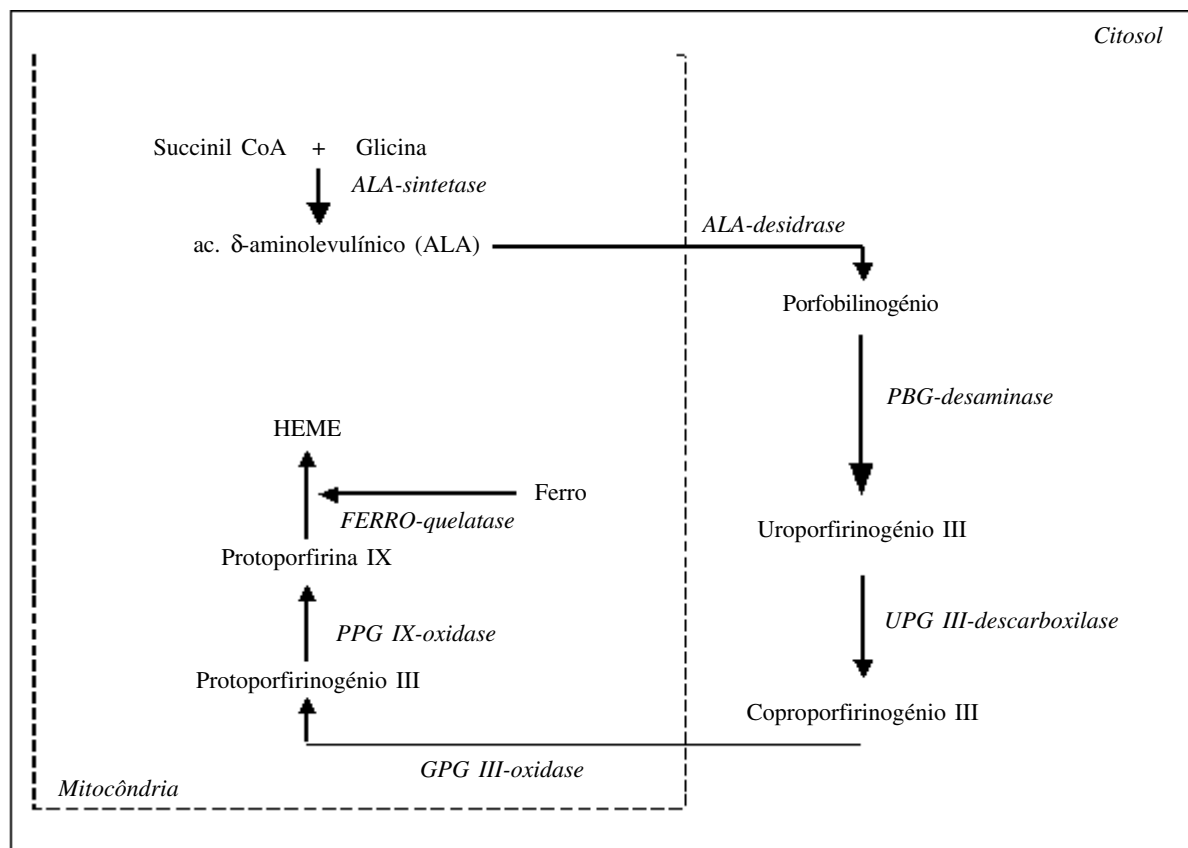 Citosol
Succinil CoA + Glicina
ALA-sintetase
ac. δ-aminolevulínico (ALA)
ALA-desidrase
Porfobilinogénio
PBG-desaminase
HEME
Ferro
FERRO-quelatase
Uroporfirinogénio III
Protoporfirina IX
UPG III-descarboxilase
PPG IX-oxidase
Protoporfirinogénio III
Coproporfirinogénio III
GPG III-oxidase
Mitocôndria